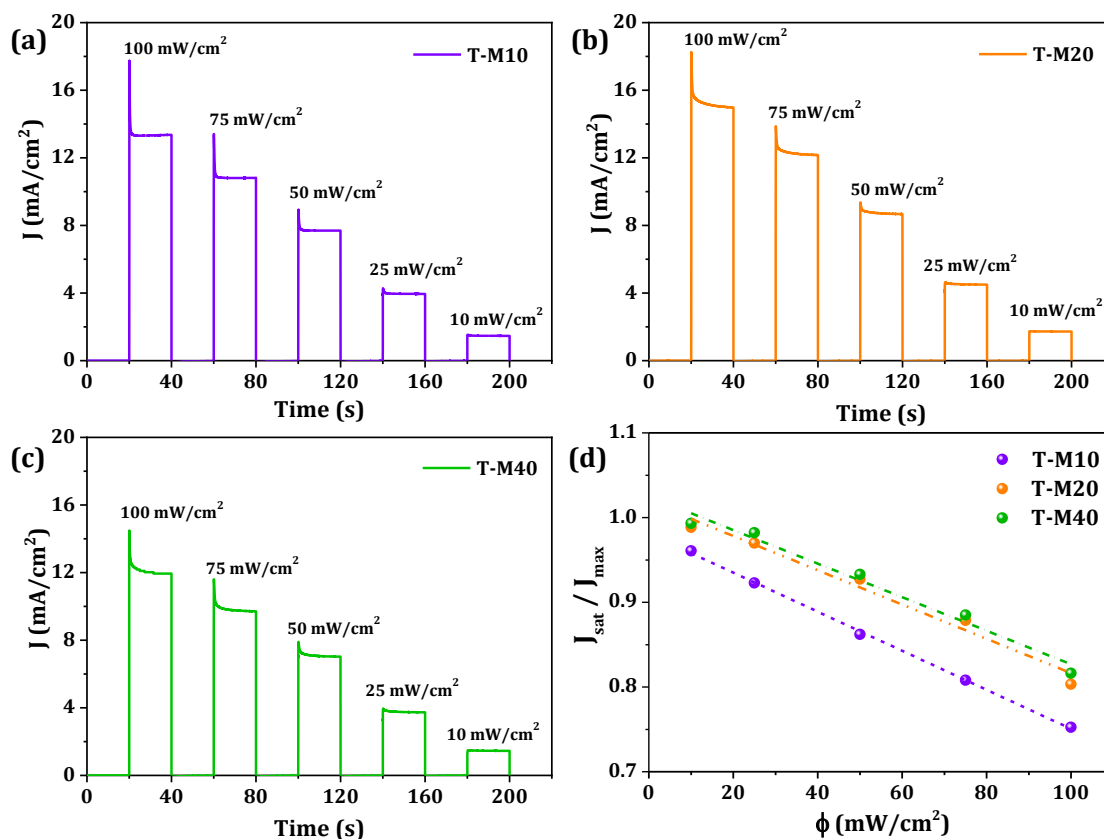 (a)
T-M10
100 mW/cm²
75 mW/cm²
50 mW/cm²
25 mW/cm²
10 mW/cm²
J (mA/cm²)
20
16
12
8
4
0
0 40 80 120 160 200
Time (s)
(b)
T-M20
100 mW/cm²
75 mW/cm²
50 mW/cm²
25 mW/cm²
10 mW/cm²
J (mA/cm²)
20
16
12
8
4
0
0 40 80 120 160 200
Time (s)
(c)
T-M40
100 mW/cm²
75 mW/cm²
50 mW/cm²
25 mW/cm²
10 mW/cm²
J (mA/cm²)
20
16
12
8
4
0
0 40 80 120 160 200
Time (s)
(d)
T-M10
T-M20
T-M40
J_sat / J_max
1.1
1.0
0.9
0.8
0.7
0 20 40 60 80 100
ϕ (mW/cm²)